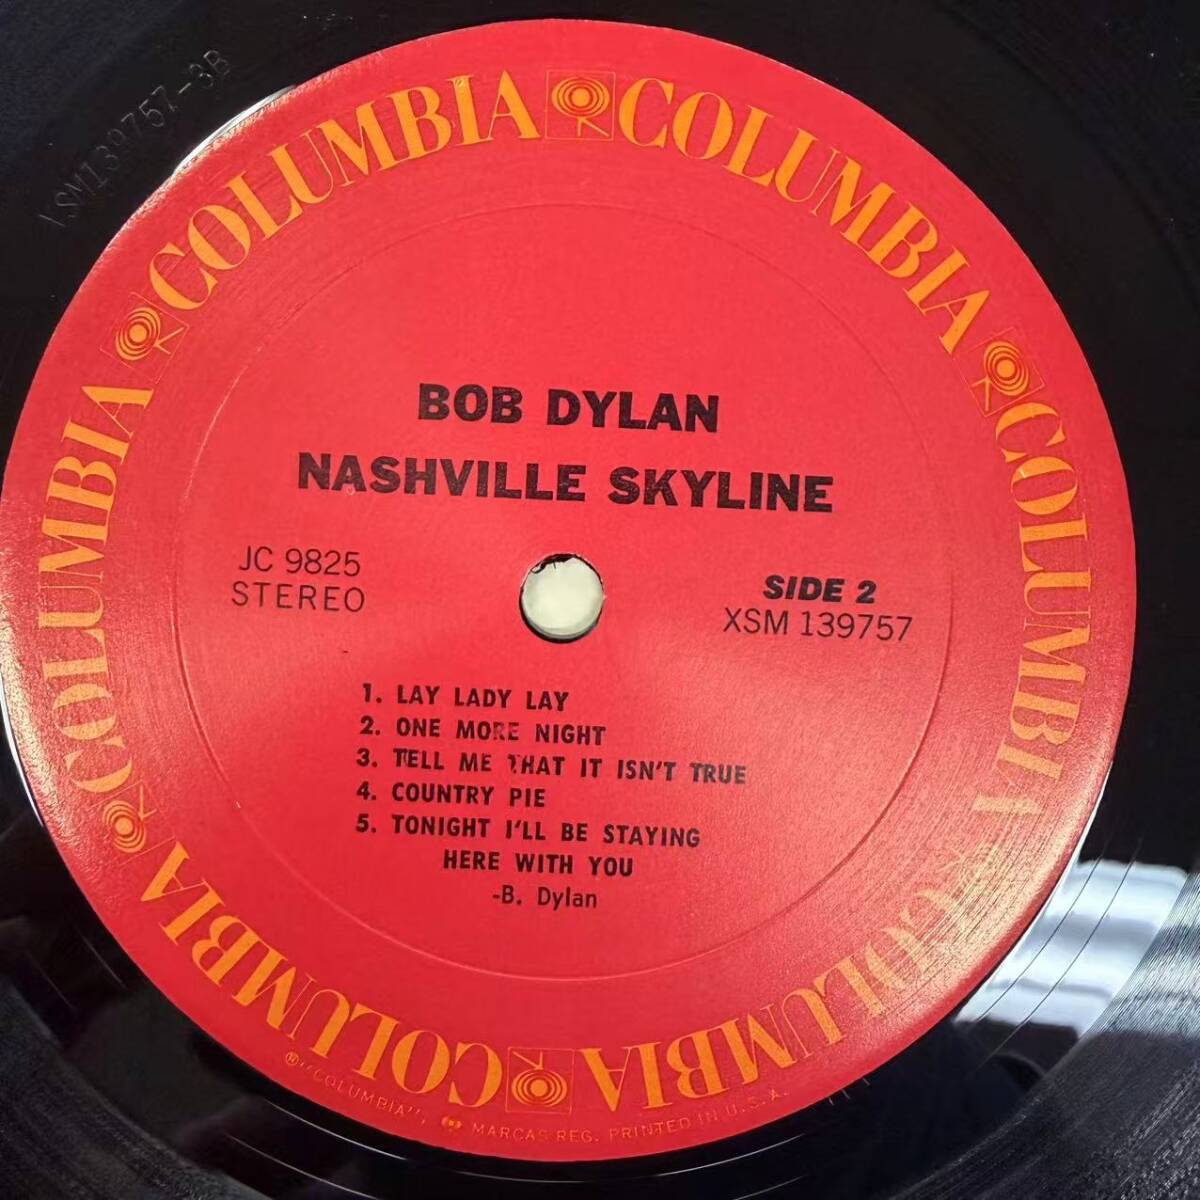 XSM139757-3B
COLUMBIA COLUMBIA COLUMBIA COLUMBIA COLUMBIA COLUMBIA
BOB DYLAN
NASHVILLE SKYLINE
JC 9825
STEREO
SIDE 2
XSM 139757
1. LAY LADY LAY
2. ONE MORE NIGHT
3. TELL ME THAT IT ISN'T TRUE
4. COUNTRY PIE
5. TONIGHT I'LL BE STAYING
HERE WITH YOU
-B. Dylan
® "COLUMBIA", MARCAS REG. PRINTED IN U.S.A.